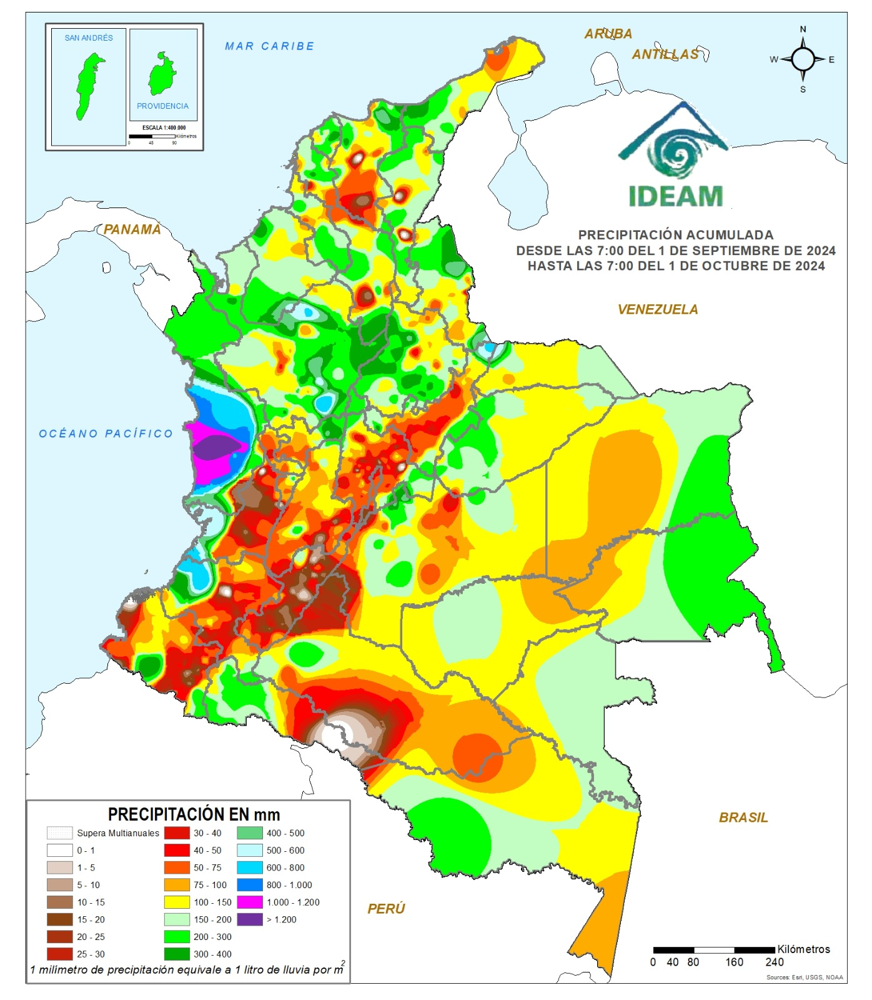 SAN ANDRÉS
PROVIDENCIA
ESCALA 1:400.000
Kilómetros
0 45 90
MAR CARIBE
ARUBA
ANTILLAS
N
W E
S
IDEAM
PANAMÁ
PRECIPITACIÓN ACUMULADA
DESDE LAS 7:00 DEL 1 DE SEPTIEMBRE DE 2024
HASTA LAS 7:00 DEL 1 DE OCTUBRE DE 2024
VENEZUELA
OCÉANO PACÍFICO
BRASIL
PERÚ
PRECIPITACIÓN EN mm
Supera Multianuales
0 - 1
1 - 5
5 - 10
10 - 15
15 - 20
20 - 25
25 - 30
30 - 40
40 - 50
50 - 75
75 - 100
100 - 150
150 - 200
200 - 300
300 - 400
400 - 500
500 - 600
600 - 800
800 - 1.000
1.000 - 1.200
> 1.200
1 milímetro de precipitación equivale a 1 litro de lluvia por m²
Kilómetros
0 40 80 160 240
Sources: Esri, USGS, NOAA